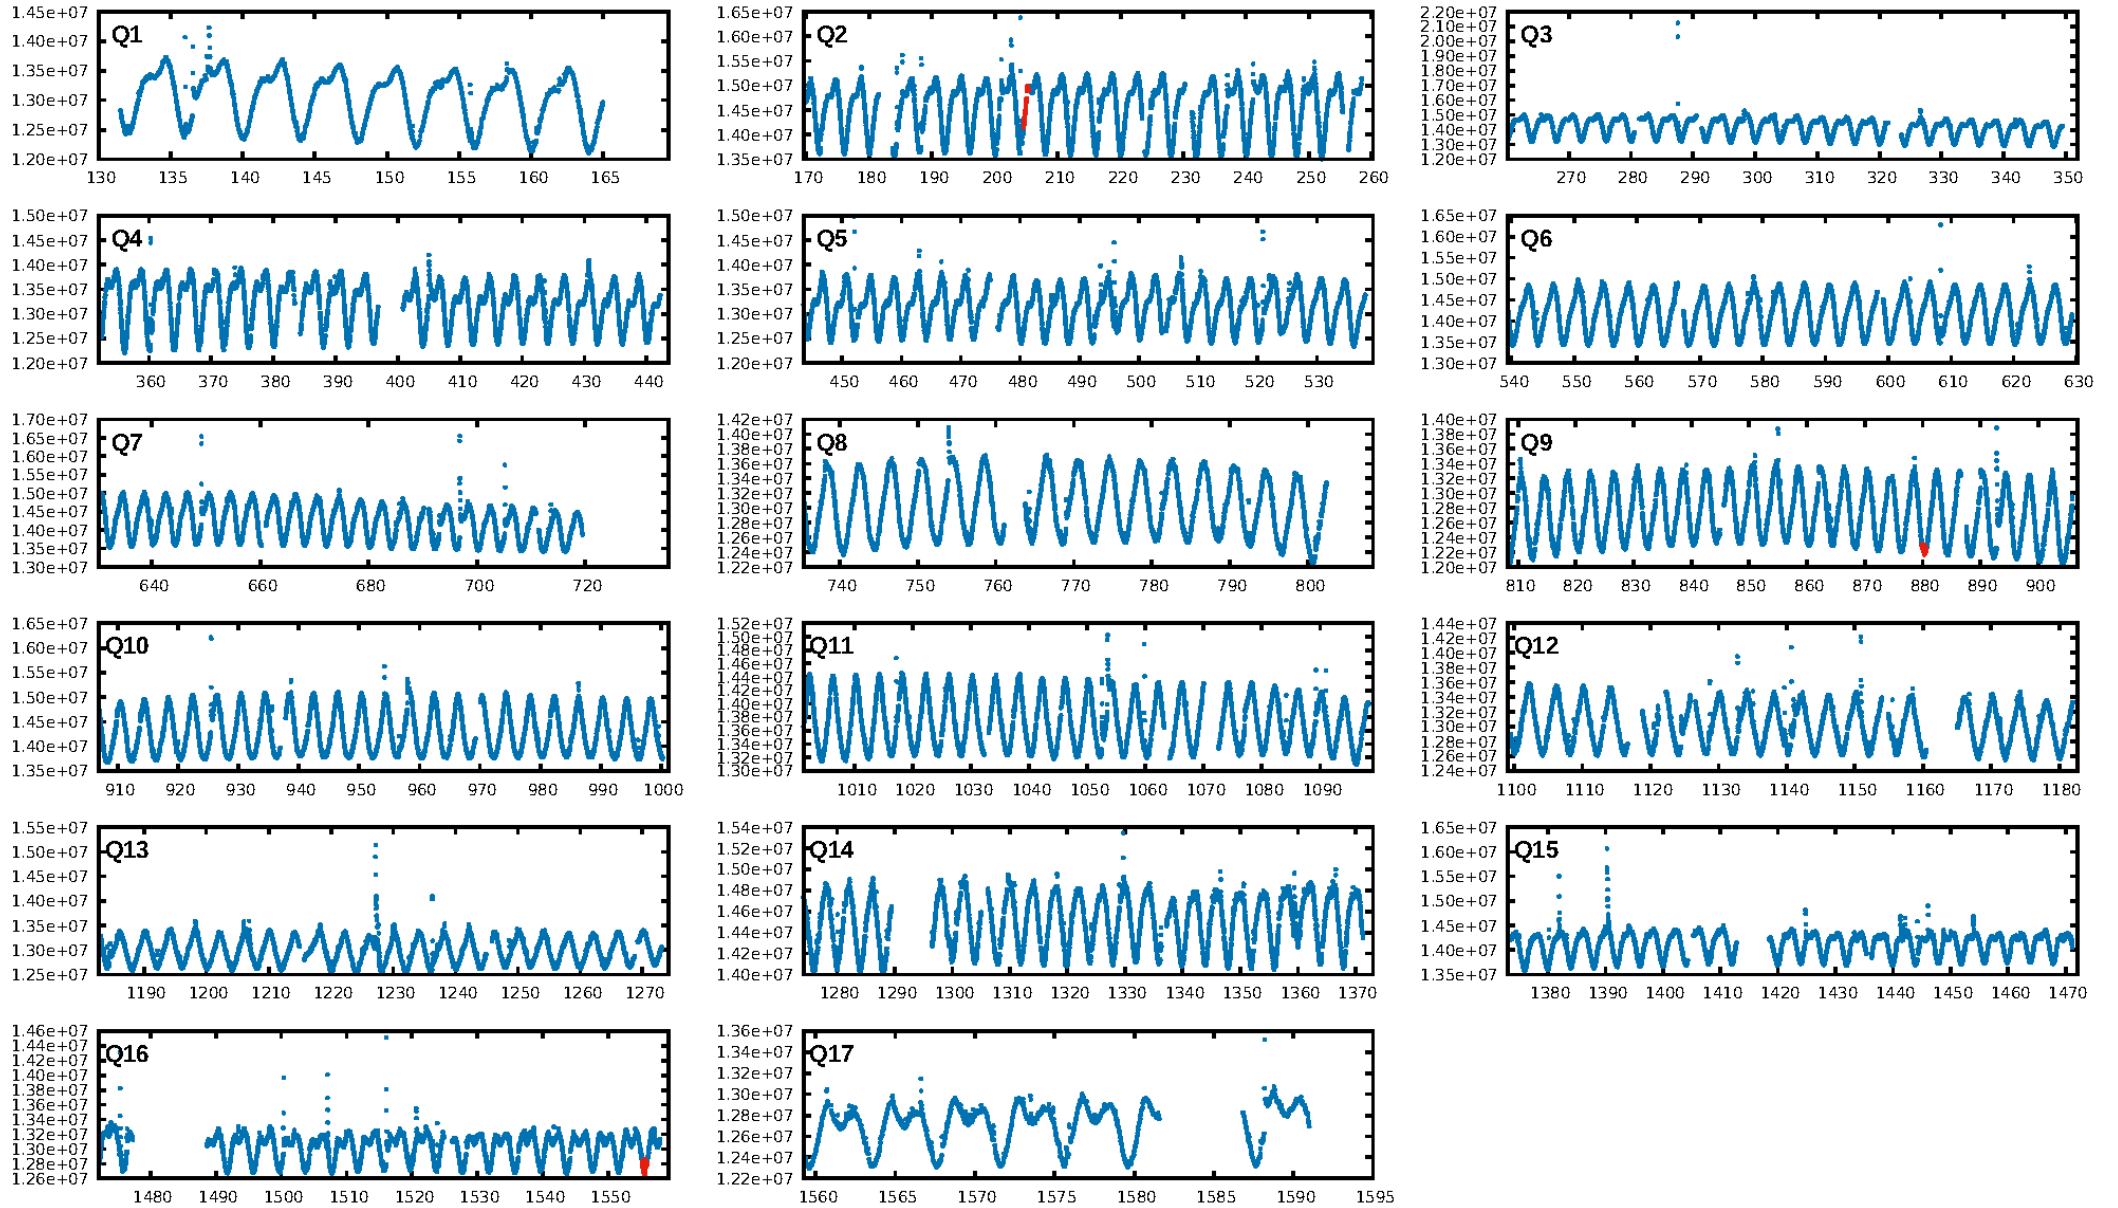 1.45e+07 1.40e+07 1.35e+07 1.30e+07 1.25e+07 1.20e+07
Q1
130 135 140 145 150 155 160 165
1.65e+07 1.60e+07 1.55e+07 1.50e+07 1.45e+07 1.40e+07 1.35e+07
Q2
170 180 190 200 210 220 230 240 250 260
2.20e+07 2.10e+07 2.00e+07 1.90e+07 1.80e+07 1.70e+07 1.60e+07 1.50e+07 1.40e+07 1.30e+07 1.20e+07
Q3
270 280 290 300 310 320 330 340 350
1.50e+07 1.45e+07 1.40e+07 1.35e+07 1.30e+07 1.25e+07 1.20e+07
Q4
360 370 380 390 400 410 420 430 440
1.50e+07 1.45e+07 1.40e+07 1.35e+07 1.30e+07 1.25e+07 1.20e+07
Q5
450 460 470 480 490 500 510 520 530
1.65e+07 1.60e+07 1.55e+07 1.50e+07 1.45e+07 1.40e+07 1.35e+07 1.30e+07
Q6
540 550 560 570 580 590 600 610 620 630
1.70e+07 1.65e+07 1.60e+07 1.55e+07 1.50e+07 1.45e+07 1.40e+07 1.35e+07 1.30e+07
Q7
640 660 680 700 720
1.42e+07 1.40e+07 1.38e+07 1.36e+07 1.34e+07 1.32e+07 1.30e+07 1.28e+07 1.26e+07 1.24e+07 1.22e+07
Q8
740 750 760 770 780 790 800
1.40e+07 1.38e+07 1.36e+07 1.34e+07 1.32e+07 1.30e+07 1.28e+07 1.26e+07 1.24e+07 1.22e+07 1.20e+07
Q9
810 820 830 840 850 860 870 880 890 900
1.65e+07 1.60e+07 1.55e+07 1.50e+07 1.45e+07 1.40e+07 1.35e+07
Q10
910 920 930 940 950 960 970 980 990 1000
1.52e+07 1.50e+07 1.48e+07 1.46e+07 1.44e+07 1.42e+07 1.40e+07 1.38e+07 1.36e+07 1.34e+07 1.32e+07 1.30e+07
Q11
1010 1020 1030 1040 1050 1060 1070 1080 1090
1.44e+07 1.42e+07 1.40e+07 1.38e+07 1.36e+07 1.34e+07 1.32e+07 1.30e+07 1.28e+07 1.26e+07 1.24e+07
Q12
1100 1110 1120 1130 1140 1150 1160 1170 1180
1.55e+07 1.50e+07 1.45e+07 1.40e+07 1.35e+07 1.30e+07 1.25e+07
Q13
1190 1200 1210 1220 1230 1240 1250 1260 1270
1.54e+07 1.52e+07 1.50e+07 1.48e+07 1.46e+07 1.44e+07 1.42e+07 1.40e+07
Q14
1280 1290 1300 1310 1320 1330 1340 1350 1360 1370
1.65e+07 1.60e+07 1.55e+07 1.50e+07 1.45e+07 1.40e+07 1.35e+07
Q15
1380 1390 1400 1410 1420 1430 1440 1450 1460 1470
1.46e+07 1.44e+07 1.42e+07 1.40e+07 1.38e+07 1.36e+07 1.34e+07 1.32e+07 1.30e+07 1.28e+07 1.26e+07
Q16
1480 1490 1500 1510 1520 1530 1540 1550
1.36e+07 1.34e+07 1.32e+07 1.30e+07 1.28e+07 1.26e+07 1.24e+07 1.22e+07
Q17
1560 1565 1570 1575 1580 1585 1590 1595